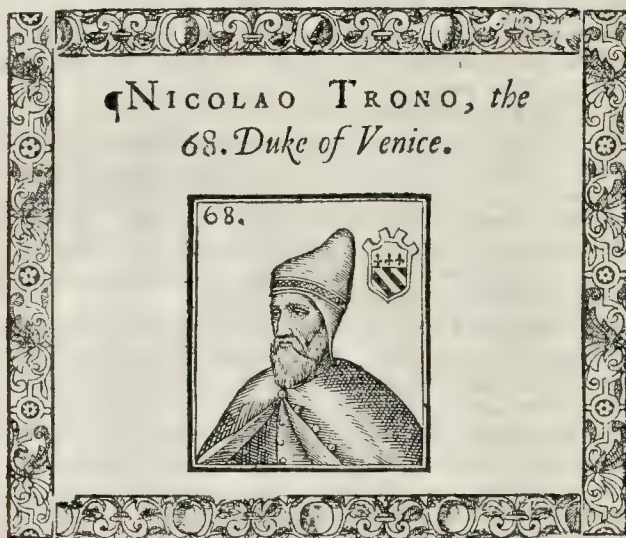 ¶NICOLAO TRONO, the
68. Duke of Venice.
68.